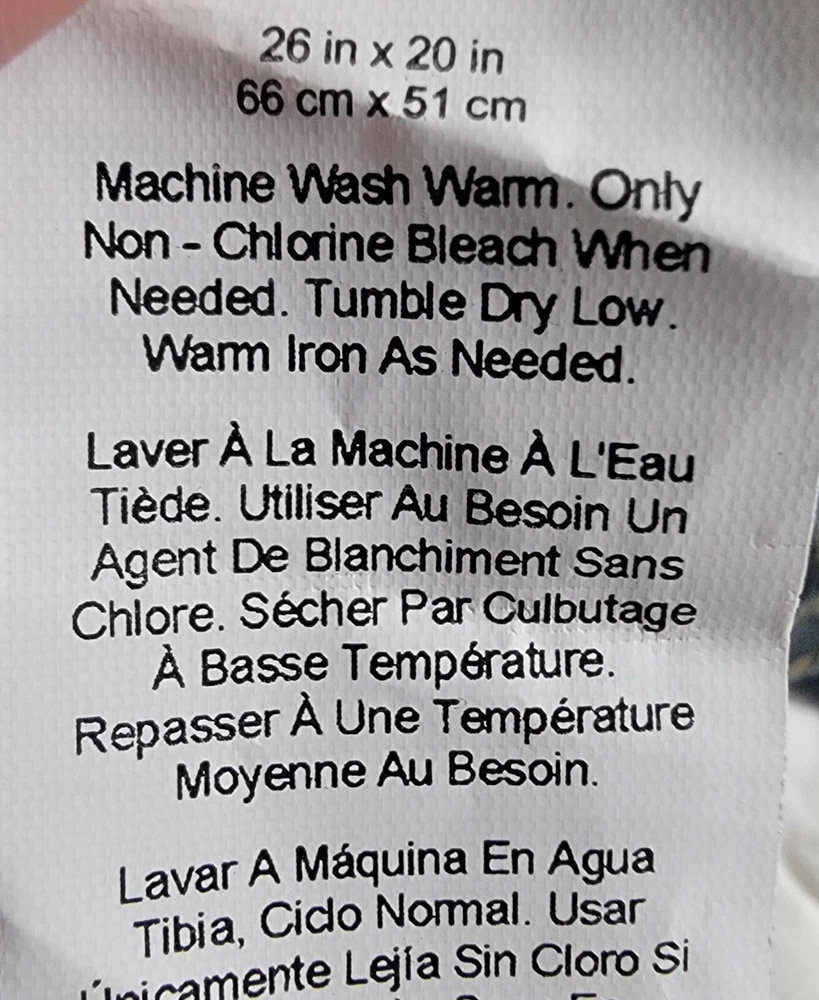 26 in x 20 in
66 cm x 51 cm
Machine Wash Warm. Only
Non - Chlorine Bleach When
Needed. Tumble Dry Low.
Warm Iron As Needed.
Laver À La Machine À L'Eau
Tiède. Utiliser Au Besoin Un
Agent De Blanchiment Sans
Chlore. Sécher Par Culbutage
À Basse Température.
Repasser À Une Température
Moyenne Au Besoin.
Lavar A Máquina En Agua
Tibia, Ciclo Normal. Usar
Únicamente Lejía Sin Cloro Si